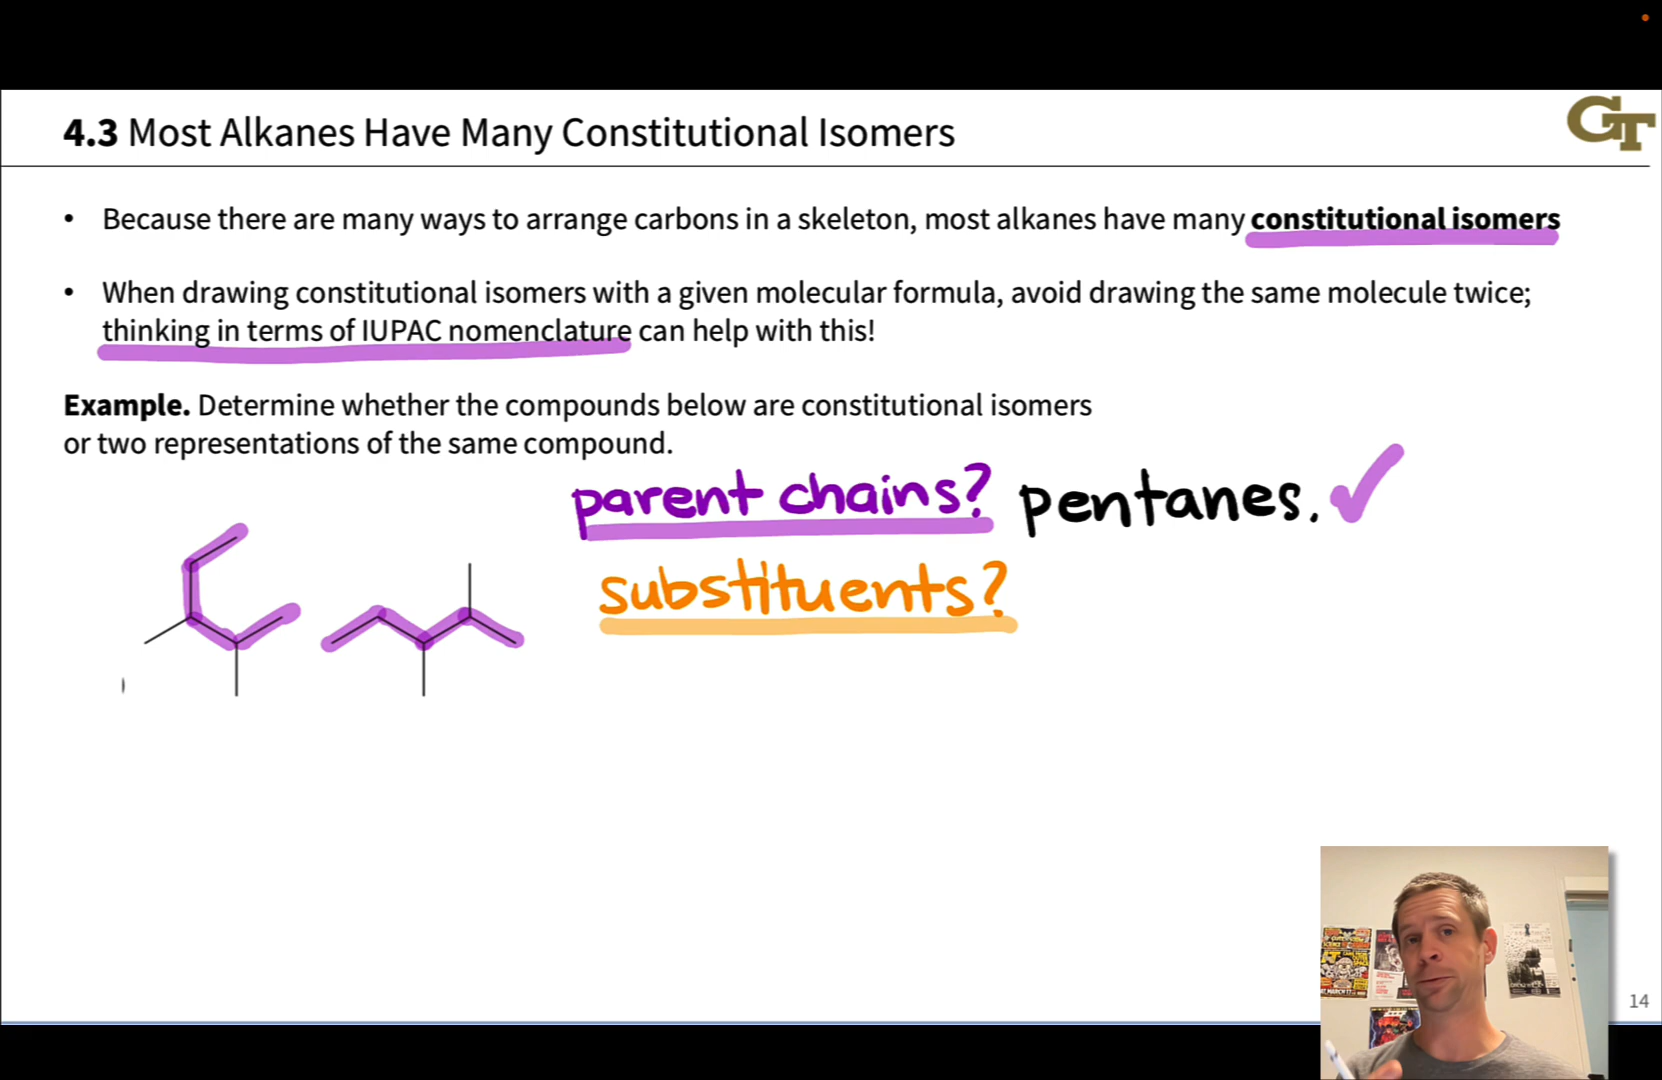 4.3 Most Alkanes Have Many Constitutional Isomers
GT
• Because there are many ways to arrange carbons in a skeleton, most alkanes have many constitutional isomers
• When drawing constitutional isomers with a given molecular formula, avoid drawing the same molecule twice;
thinking in terms of IUPAC nomenclature can help with this!
Example. Determine whether the compounds below are constitutional isomers
or two representations of the same compound.
parent chains? pentanes.
substituents?
14